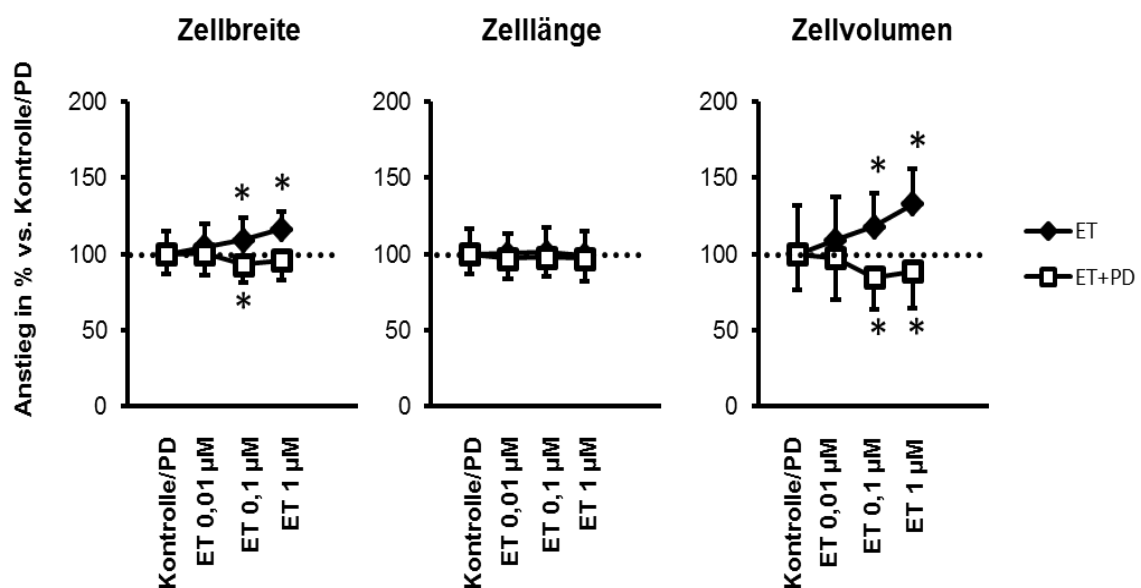 Zellbreite
Zelllänge
Zellvolumen
Anstieg in % vs. Kontrolle/PD
200
150
100
50
0
*
*
*
Kontrolle/PD
ET 0,01 µM
ET 0,1 µM
ET 1 µM
200
150
100
50
0
Kontrolle/PD
ET 0,01 µM
ET 0,1 µM
ET 1 µM
200
150
100
50
0
*
*
*
*
Kontrolle/PD
ET 0,01 µM
ET 0,1 µM
ET 1 µM
ET
ET+PD